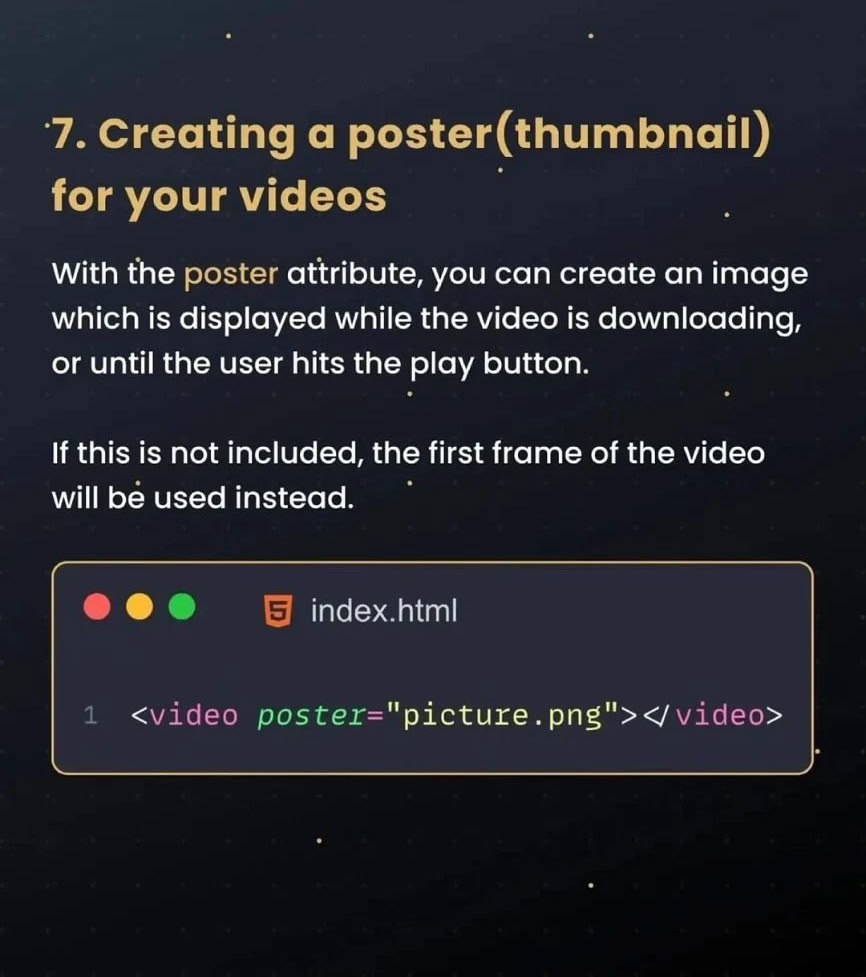 7. Creating a poster(thumbnail)
for your videos
With the poster attribute, you can create an image
which is displayed while the video is downloading,
or until the user hits the play button.
If this is not included, the first frame of the video
will be used instead.
index.html
1 <video poster="picture.png"></video>